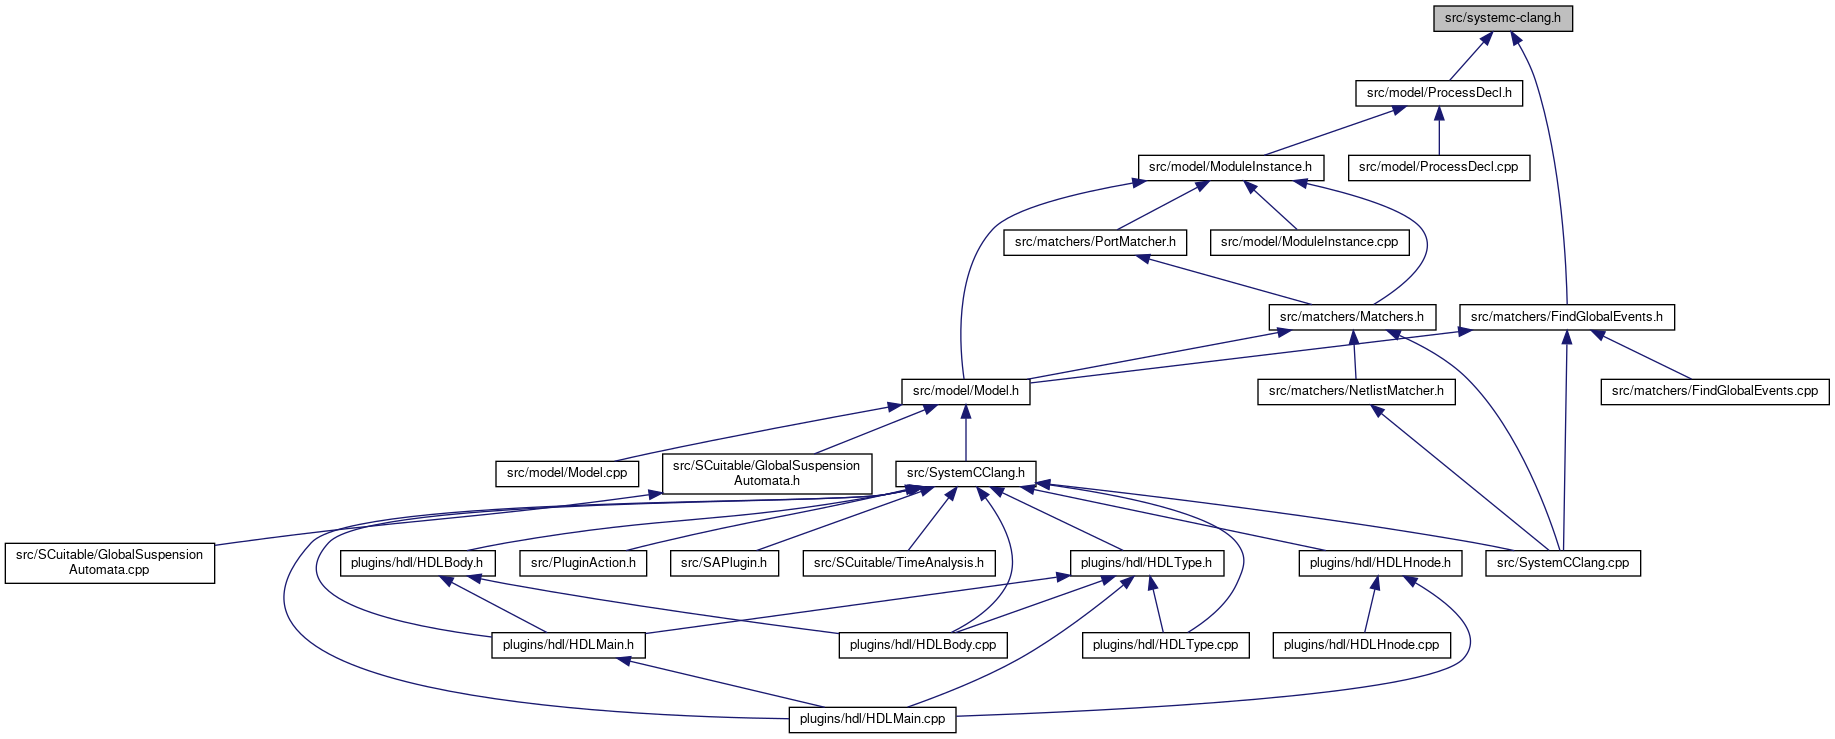 src/systemc-clang.h
src/model/ProcessDecl.h
src/model/ModuleInstance.h
src/model/ProcessDecl.cpp
src/matchers/PortMatcher.h
src/model/ModuleInstance.cpp
src/matchers/Matchers.h
src/matchers/FindGlobalEvents.h
src/model/Model.h
src/matchers/NetlistMatcher.h
src/matchers/FindGlobalEvents.cpp
src/model/Model.cpp
src/SCuitable/GlobalSuspension
Automata.h
src/SystemCClang.h
src/SCuitable/GlobalSuspension
Automata.cpp
plugins/hdl/HDLBody.h
src/PluginAction.h
src/SAPlugin.h
src/SCuitable/TimeAnalysis.h
plugins/hdl/HDLType.h
plugins/hdl/HDLHnode.h
src/SystemCClang.cpp
plugins/hdl/HDLMain.h
plugins/hdl/HDLBody.cpp
plugins/hdl/HDLType.cpp
plugins/hdl/HDLHnode.cpp
plugins/hdl/HDLMain.cpp